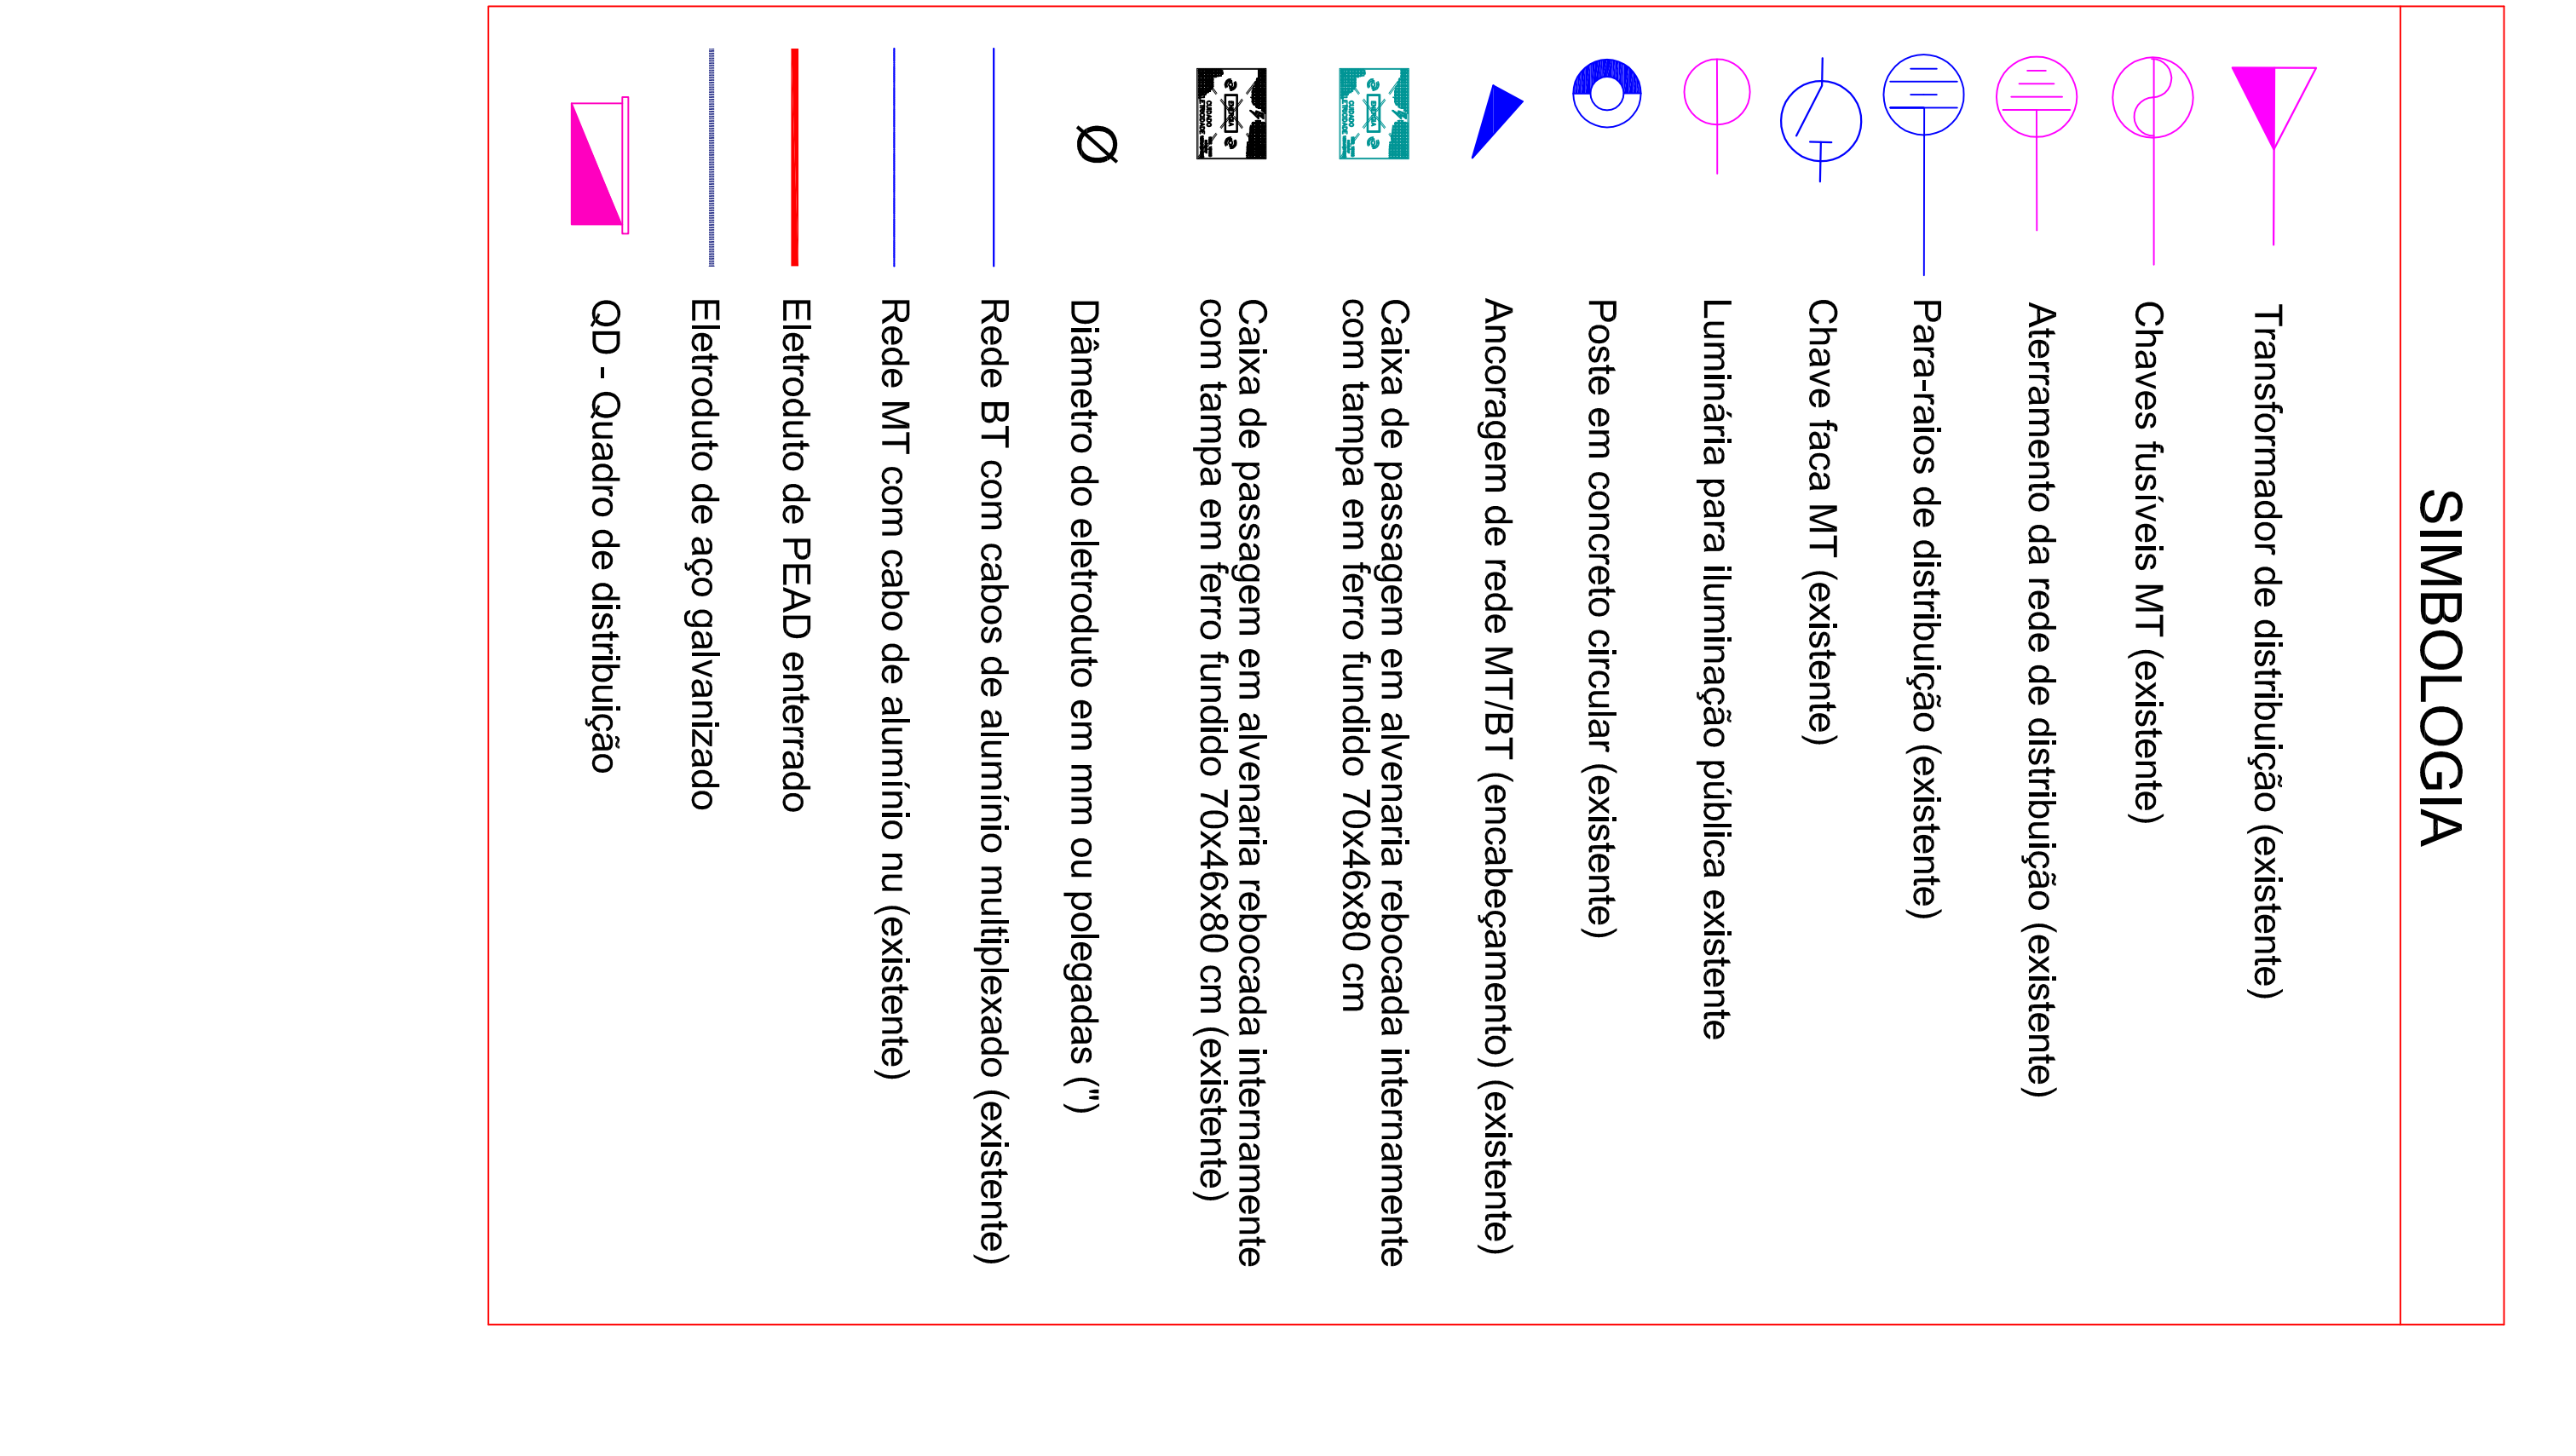 SIMBOLOGIA
Transformador de distribuição (existente)
Chaves fusíveis MT (existente)
Aterramento da rede de distribuição (existente)
Para-raios de distribuição (existente)
Chave faca MT (existente)
Luminária para iluminação pública existente
Poste em concreto circular (existente)
Ancoragem de rede MT/BT (encabeçamento) (existente)
Caixa de passagem em alvenaria rebocada internamente
com tampa em ferro fundido 70x46x80 cm
Caixa de passagem em alvenaria rebocada internamente
com tampa em ferro fundido 70x46x80 cm (existente)
Ø
Diâmetro do eletroduto em mm ou polegadas (")
Rede BT com cabos de alumínio multiplexado (existente)
Rede MT com cabo de alumínio nu (existente)
Eletroduto de PEAD enterrado
Eletroduto de aço galvanizado
QD - Quadro de distribuição